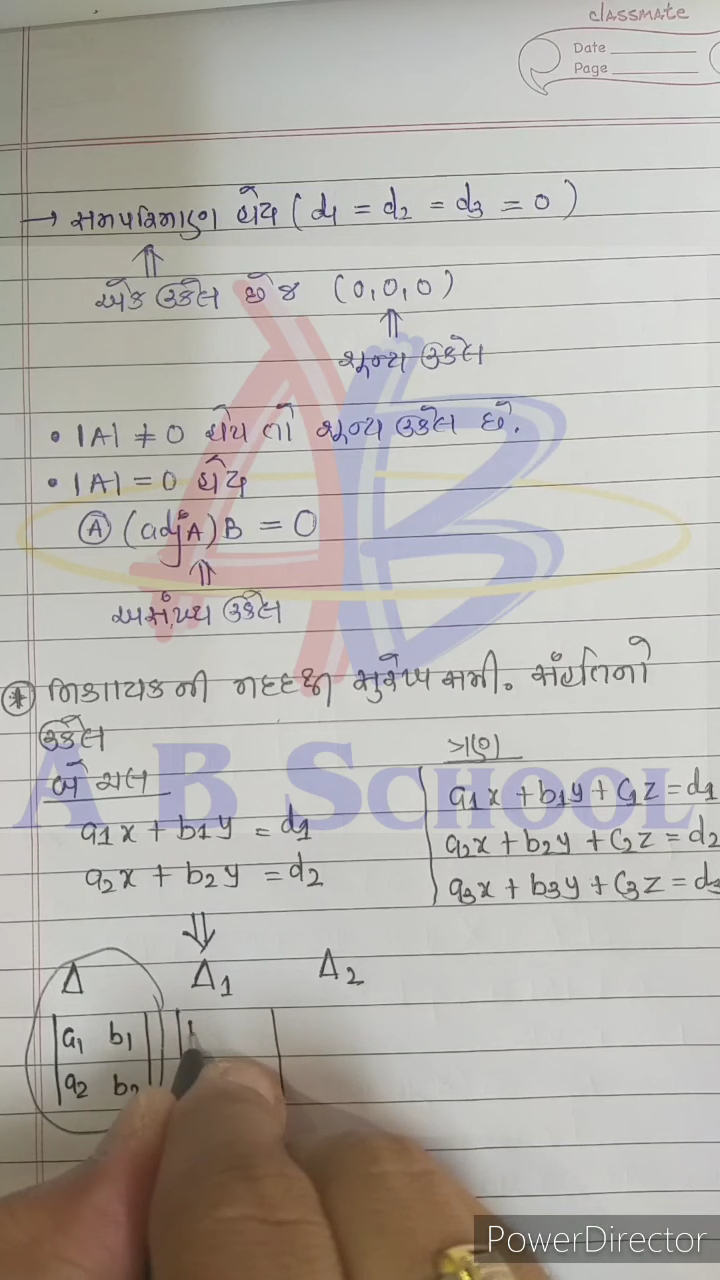 classmate
Date
Page
→ સમપરિમાણ હોય (d1 = d2 = d3 = 0)
⇑
એક ઉકેલ છે જ (0,0,0)
⇑
શૂન્ય ઉકેલ
• |A| ≠ 0 હોય તો શૂન્ય ઉકેલ છે.
• |A| = 0 હોય
Ⓐ (adjA)B = 0
⇑
અસંખ્ય ઉકેલ
નિશ્ચાયકની મદદથી સુરેખ સમી. સંહતિનો
ઉકેલ
બે ચલ
a1x + b1y = d1
a2x + b2y = d2
ત્રણ
a1x + b1y + C1z = d1
a2x + b2y + C2z = d2
a3x + b3y + C3z = d3
A B SCHOOL
⇓
Δ Δ1 Δ2
a1 b1
a2 b2
PowerDirector